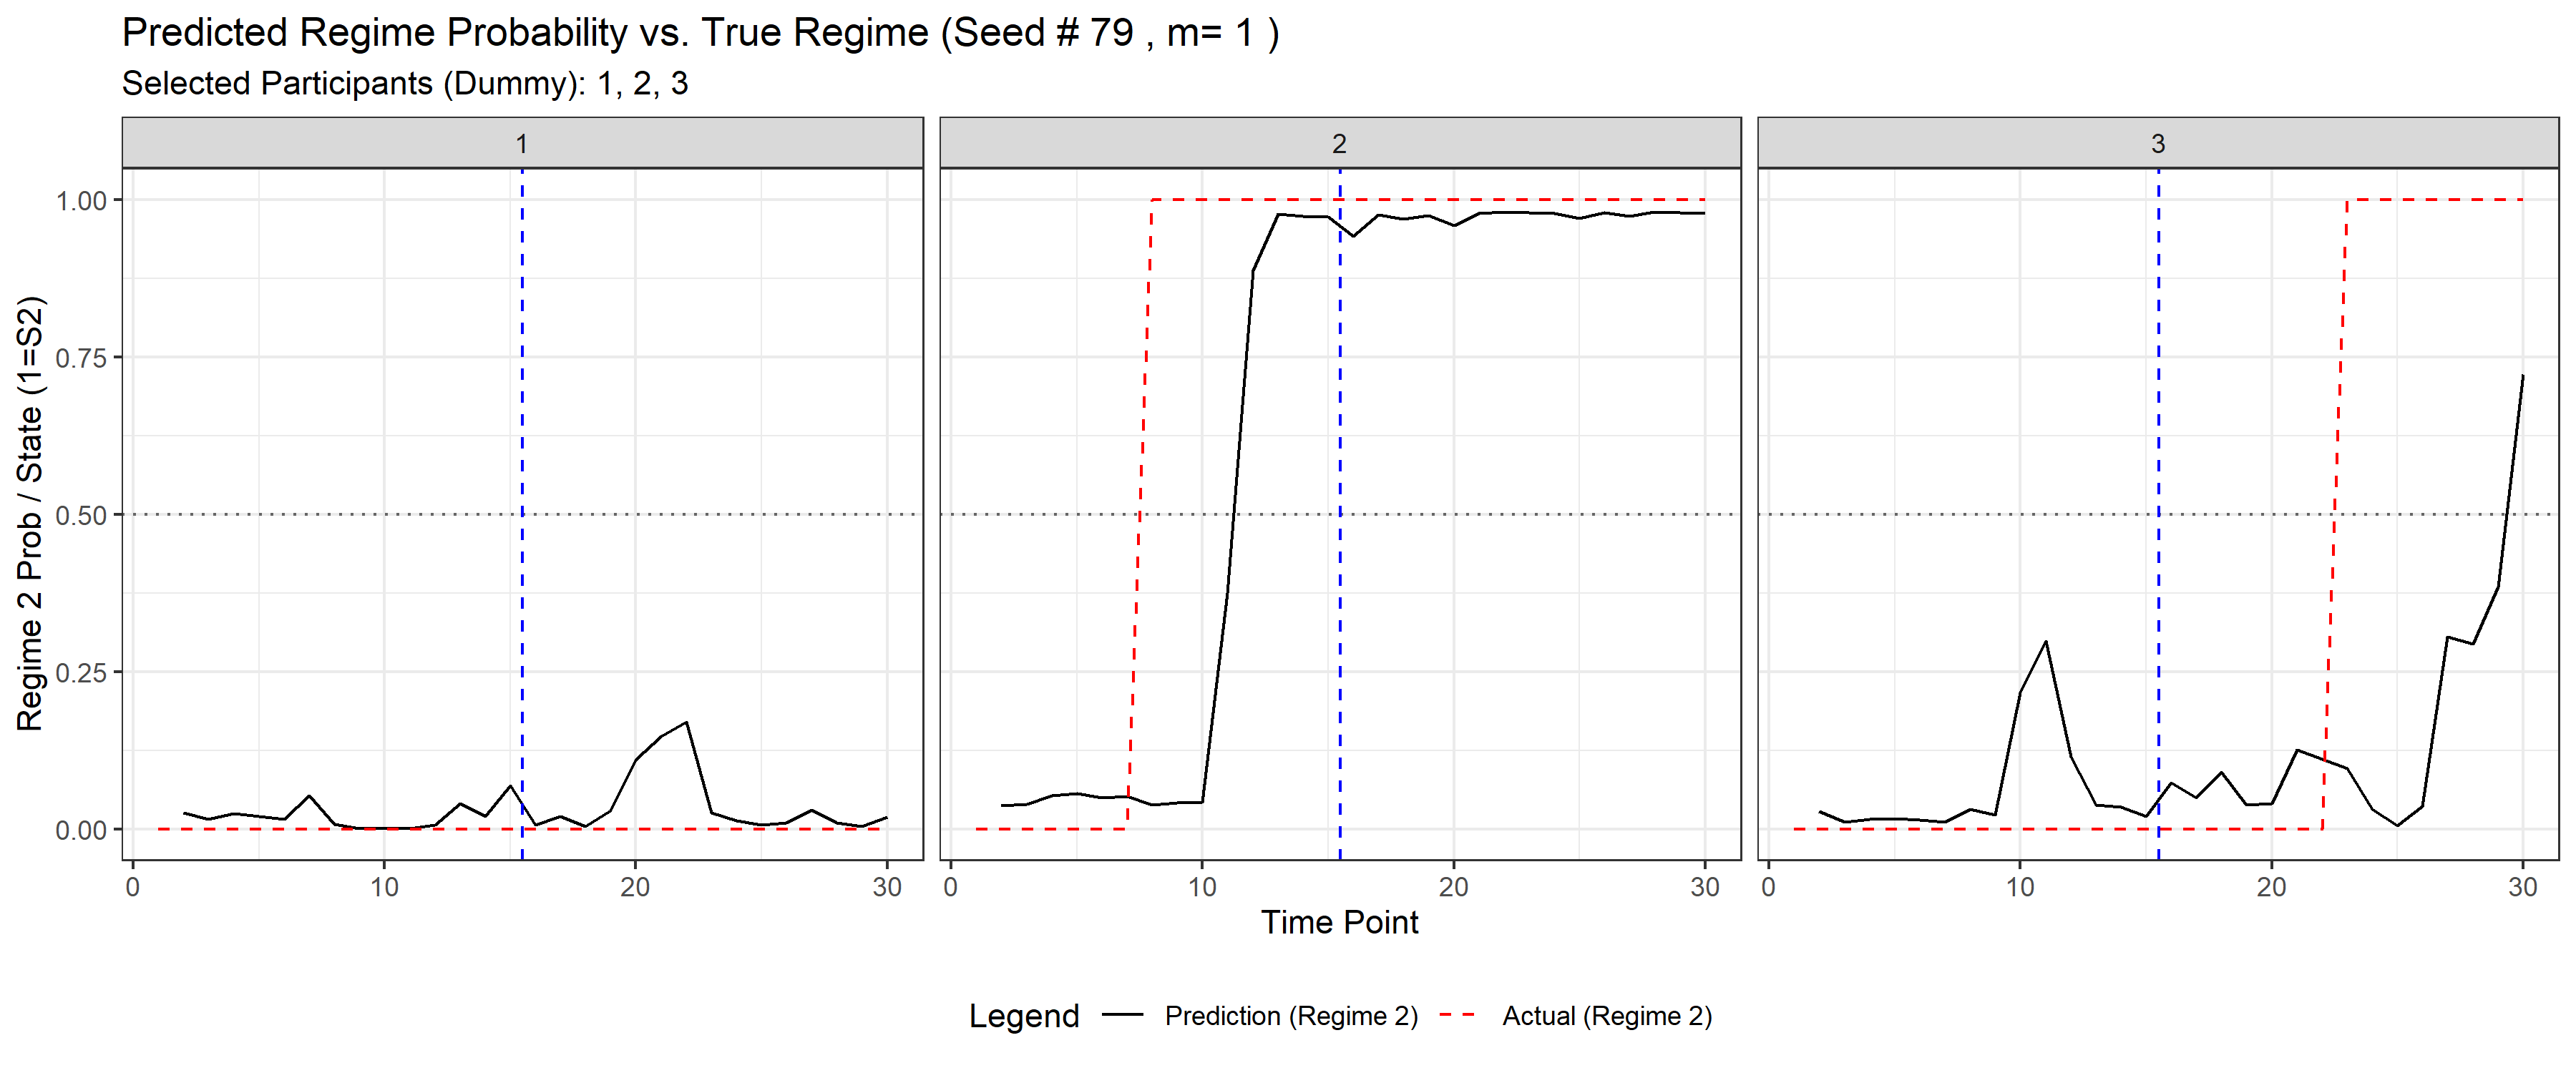 Predicted Regime Probability vs. True Regime (Seed # 79 , m= 1 )
Selected Participants (Dummy): 1, 2, 3
1 2 3
Regime 2 Prob / State (1=S2)
1.00
0.75
0.50
0.25
0.00
0 10 20 30 0 10 20 30 0 10 20 30
Time Point
Legend Prediction (Regime 2) Actual (Regime 2)